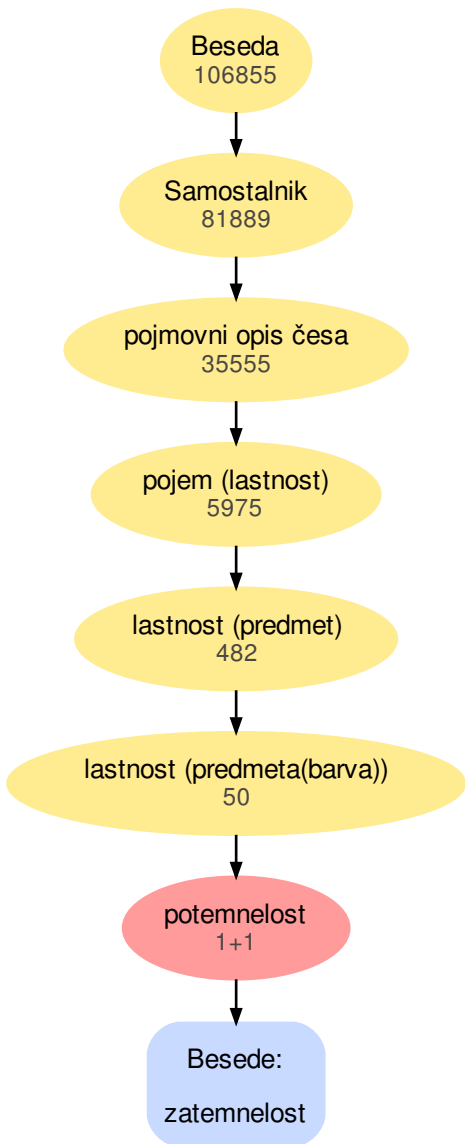 Beseda
106855
Samostalnik
81889
pojmovni opis česa
35555
pojem (lastnost)
5975
lastnost (predmet)
482
lastnost (predmeta(barva))
50
potemnelost
1+1
Besede:
zatemnelost